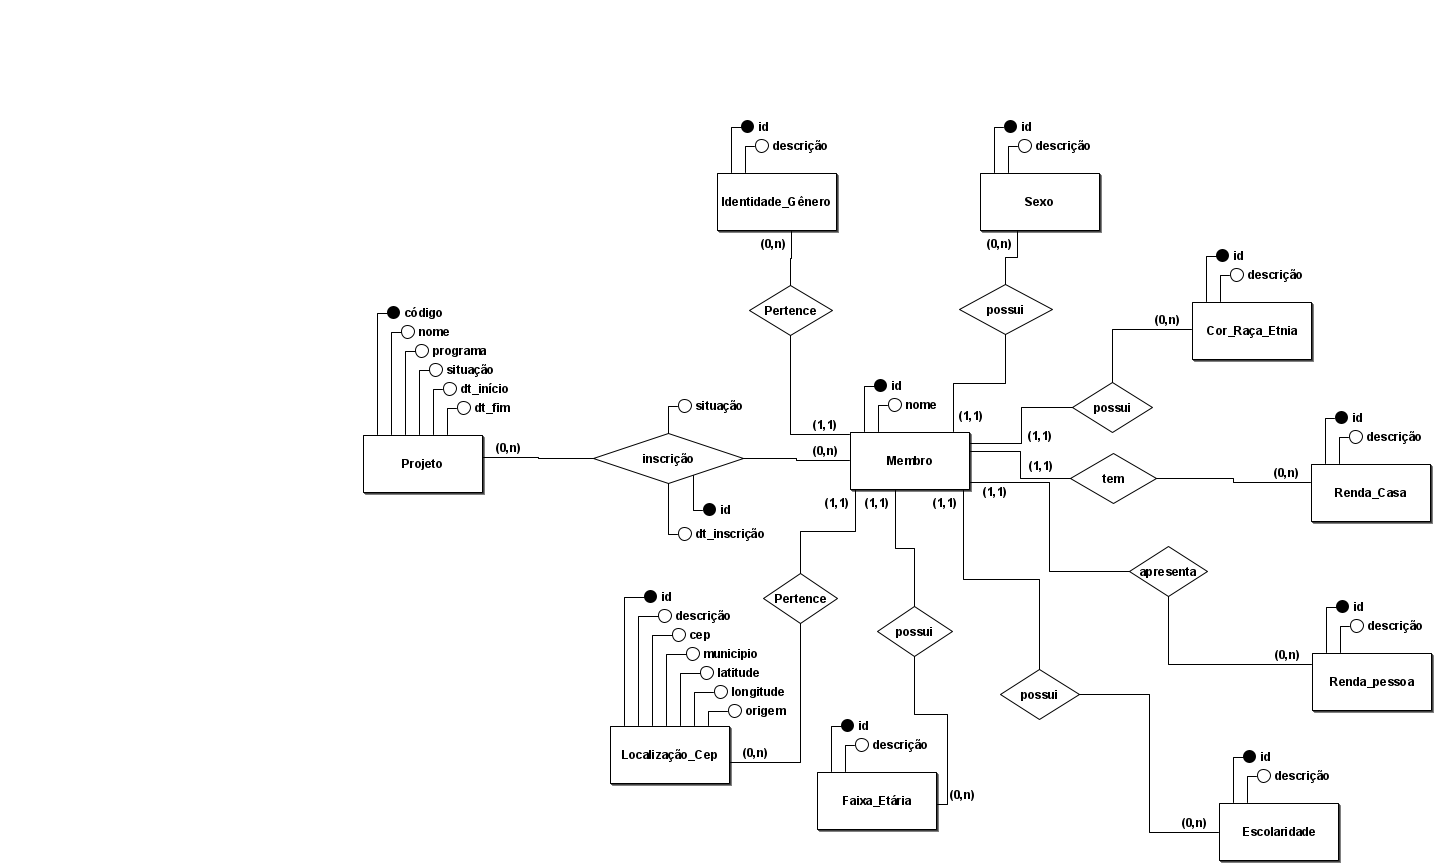 id
descrição
Identidade_Gênero
(0,n)
Pertence
(1,1)
id
descrição
Sexo
(0,n)
possui
(1,1)
id
descrição
Cor_Raça_Etnia
(0,n)
possui
(1,1)
código
nome
programa
situação
dt_início
dt_fim
Projeto
(0,n)
situação
inscrição
id
dt_inscrição
(0,n)
id
nome
Membro
id
descrição
Renda_Casa
(0,n)
tem
(1,1)
(1,1)
apresenta
id
descrição
Renda_pessoa
(0,n)
(1,1)
(1,1)
(1,1)
Pertence
id
descrição
cep
municipio
latitude
longitude
origem
Localização_Cep
(0,n)
possui
id
descrição
Faixa_Etária
(0,n)
possui
id
descrição
Escolaridade
(0,n)